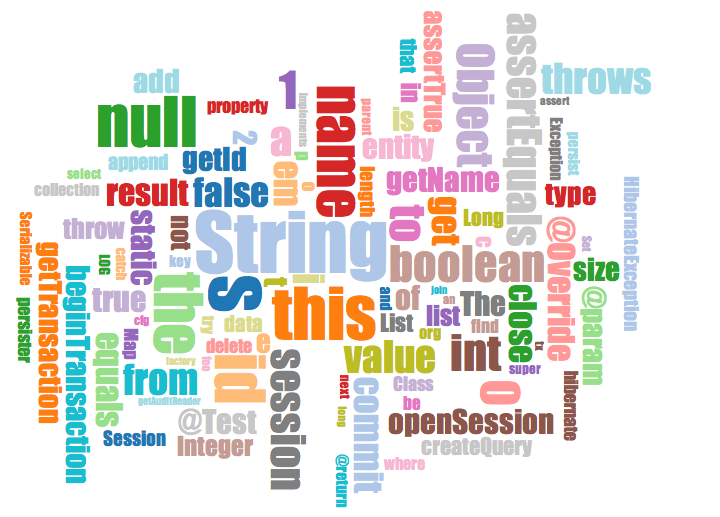 add
null
property
1
implements
name
parent
that
in
is
assertTrue
Object
assertEquals
throws
assert
Exception
persist
append
getId
2
a
p
entity
select
collection
result
false
em
0
length
getName
to
get
Long
c
type
HibernateException
Serializable
throw
static
not
key
String
boolean
@Override
Set
size
getTransaction
beginTransaction
LOG
catch
true
cfg
the
s
t
i
this
and
of
join
an
List
list
org
The
find
close
@param
persister
equals
Map
factory
from
try
data
delete
foo
e
id
value
int
tx
super
getAuditReader
Session
@Test
Integer
session
next
long
commit
Class
be
o
openSession
createQuery
where
hibernate
@return